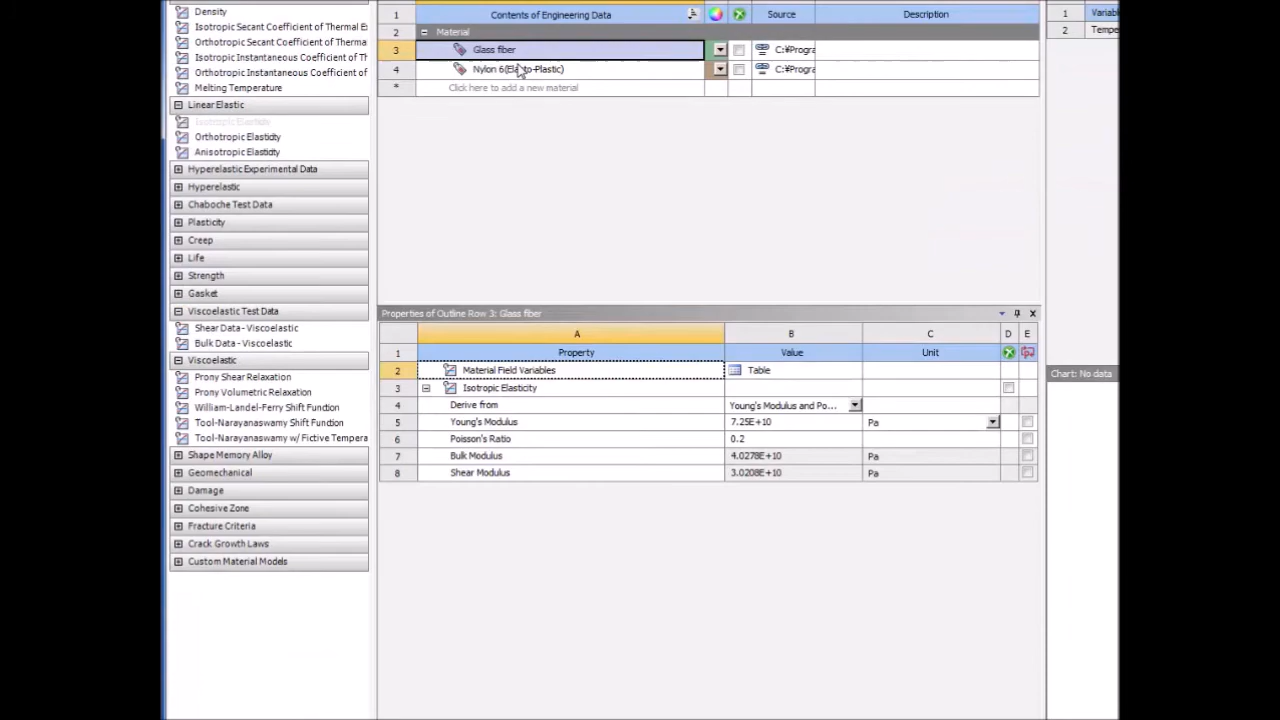 Density
Isotropic Secant Coefficient of Thermal E
Orthotropic Secant Coefficient of Therma
Isotropic Instantaneous Coefficient of Th
Orthotropic Instantaneous Coefficient of
Melting Temperature
Linear Elastic
Isotropic Elasticity
Orthotropic Elasticity
Anisotropic Elasticity
Hyperelastic Experimental Data
Hyperelastic
Chaboche Test Data
Plasticity
Creep
Life
Strength
Gasket
Viscoelastic Test Data
Shear Data - Viscoelastic
Bulk Data - Viscoelastic
Viscoelastic
Prony Shear Relaxation
Prony Volumetric Relaxation
William-Landel-Ferry Shift Function
Tool-Narayanaswamy Shift Function
Tool-Narayanaswamy w/ Fictive Tempera
Shape Memory Alloy
Geomechanical
Damage
Cohesive Zone
Fracture Criteria
Crack Growth Laws
Custom Material Models
1 Contents of Engineering Data Source Description
2 Material
3 Glass fiber C:¥Progra
4 Nylon 6(Elasto-Plastic) C:¥Progra
* Click here to add a new material
Properties of Outline Row 3: Glass fiber
A B C D E
1 Property Value Unit
2 Material Field Variables Table
3 Isotropic Elasticity
4 Derive from Young's Modulus and Po...
5 Young's Modulus 7.25E+10 Pa
6 Poisson's Ratio 0.2
7 Bulk Modulus 4.0278E+10 Pa
8 Shear Modulus 3.0208E+10 Pa
1 Variabl
2 Tempe
Chart: No data